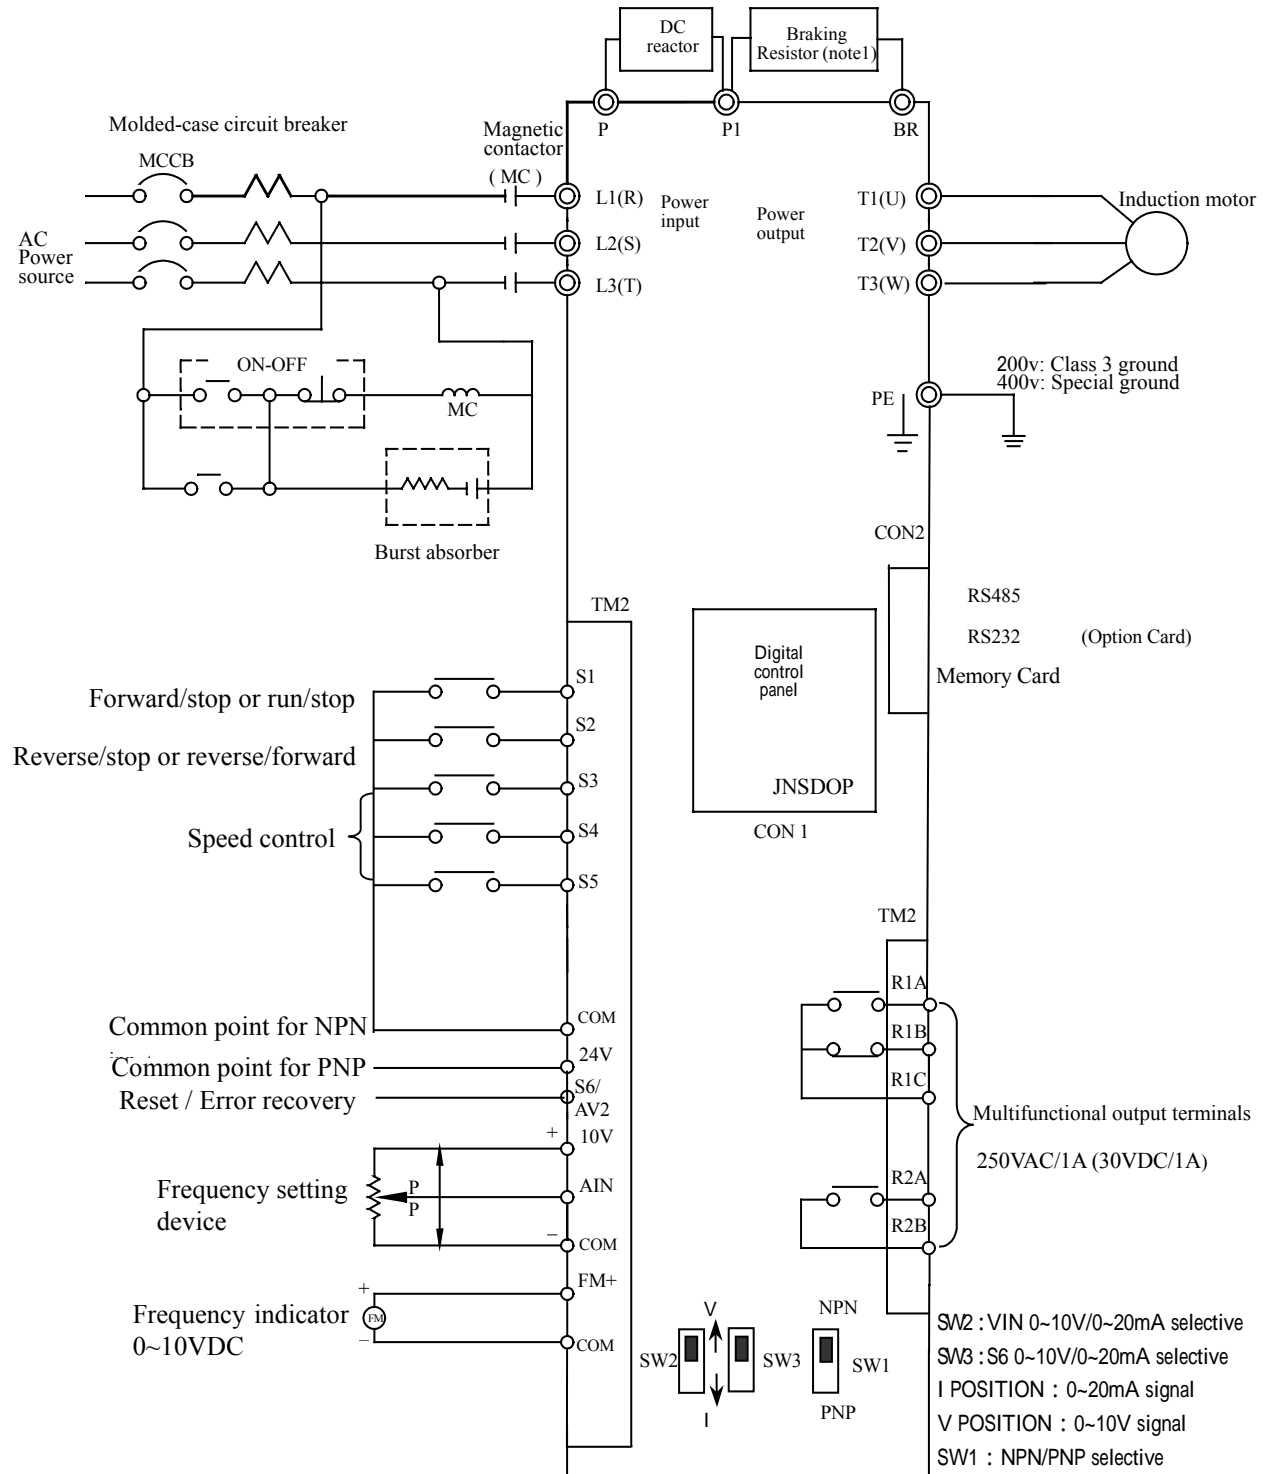 DC
reactor
Braking
Resistor (note1)
P
P1
BR
Molded-case circuit breaker
Magnetic
contactor
( MC )
MCCB
L1(R)
Power
input
Power
output
T1(U)
Induction motor
AC
Power
source
L2(S)
T2(V)
L3(T)
T3(W)
ON-OFF
MC
200v: Class 3 ground
400v: Special ground
PE
Burst absorber
CON2
RS485
RS232
(Option Card)
Memory Card
TM2
Digital
control
panel
JNSDOP
CON 1
S1
Forward/stop or run/stop
S2
Reverse/stop or reverse/forward
S3
Speed control
S4
S5
TM2
R1A
R1B
R1C
Multifunctional output terminals
250VAC/1A (30VDC/1A)
R2A
R2B
COM
Common point for NPN
24V
Common point for PNP
S6/
AV2
Reset / Error recovery
+
10V
Frequency setting
device
P
P
AIN
–
COM
FM+
+
Frequency indicator
0~10VDC
FM
–
COM
V
SW2
SW3
I
NPN
SW1
PNP
SW2 : VIN 0~10V/0~20mA selective
SW3 : S6 0~10V/0~20mA selective
I POSITION : 0~20mA signal
V POSITION : 0~10V signal
SW1 : NPN/PNP selective